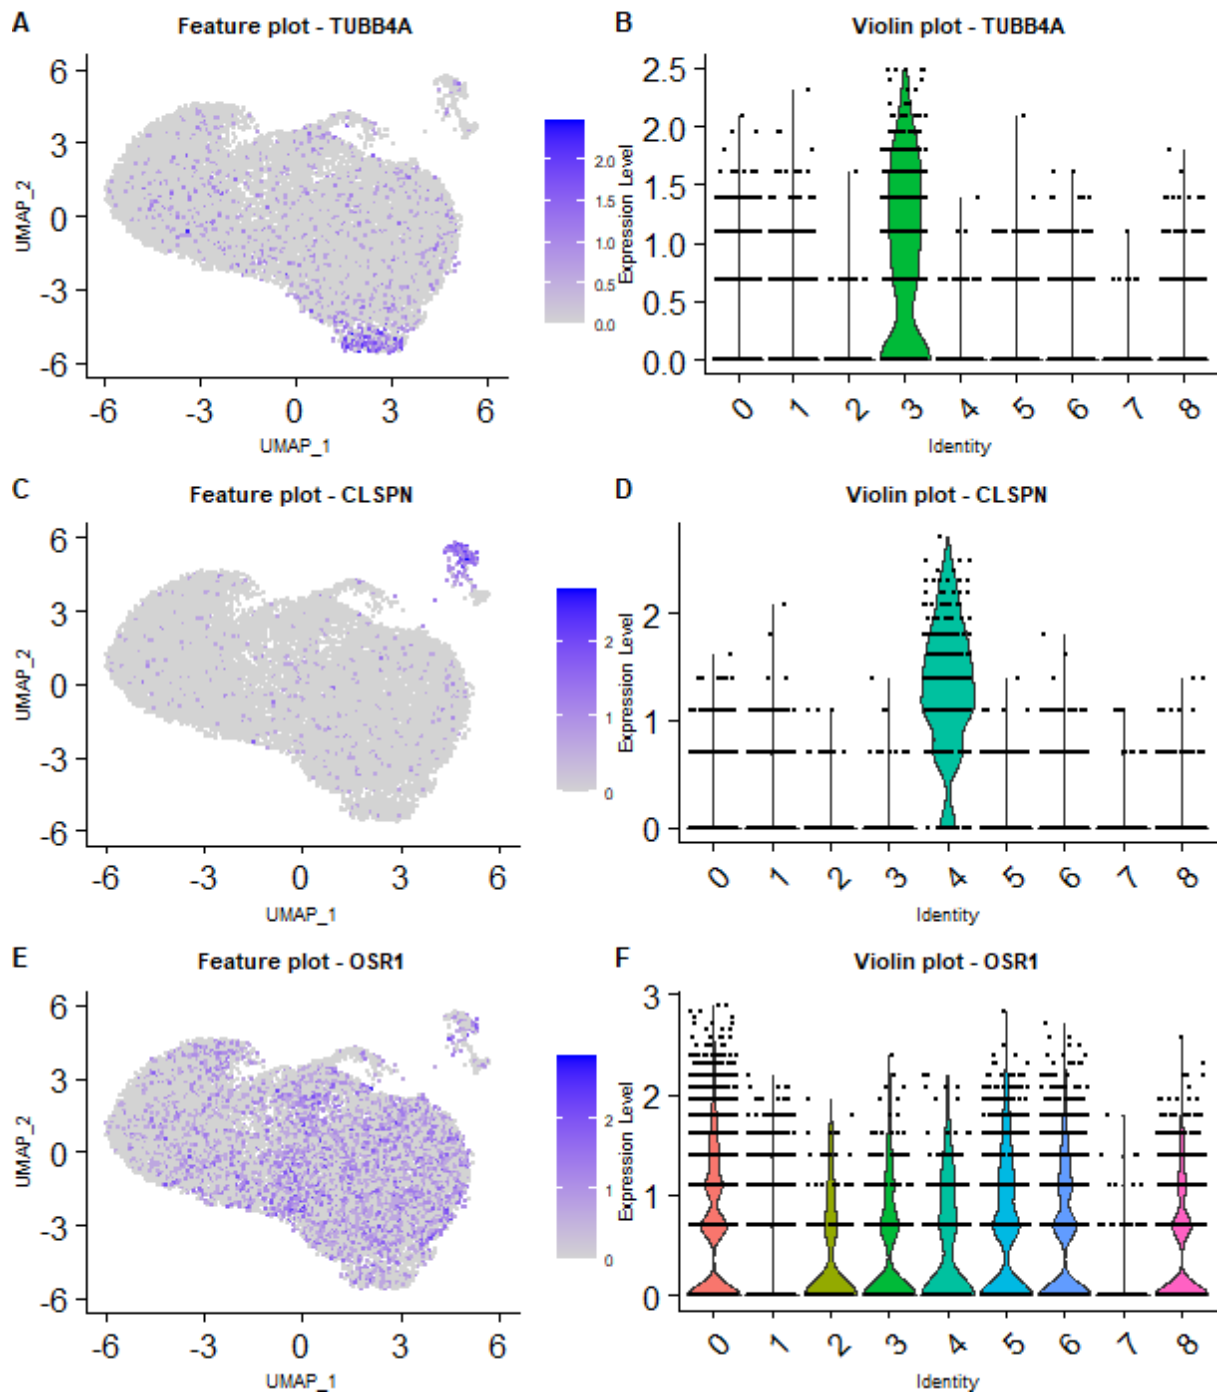 A Feature plot - TUBB4A
6
3
0
-3
-6
UMAP_2
-6 -3 0 3 6
UMAP_1
2.0
1.5
1.0
0.5
0.0
B Violin plot - TUBB4A
Expression Level
2.5
2.0
1.5
1.0
0.5
0.0
0 1 2 3 4 5 6 7 8
Identity
C Feature plot - CLSPN
6
3
0
-3
-6
UMAP_2
-6 -3 0 3 6
UMAP_1
2
1
0
D Violin plot - CLSPN
Expression Level
2
1
0
0 1 2 3 4 5 6 7 8
Identity
E Feature plot - OSR1
6
3
0
-3
-6
UMAP_2
-6 -3 0 3 6
UMAP_1
2
1
0
F Violin plot - OSR1
Expression Level
3
2
1
0
0 1 2 3 4 5 6 7 8
Identity